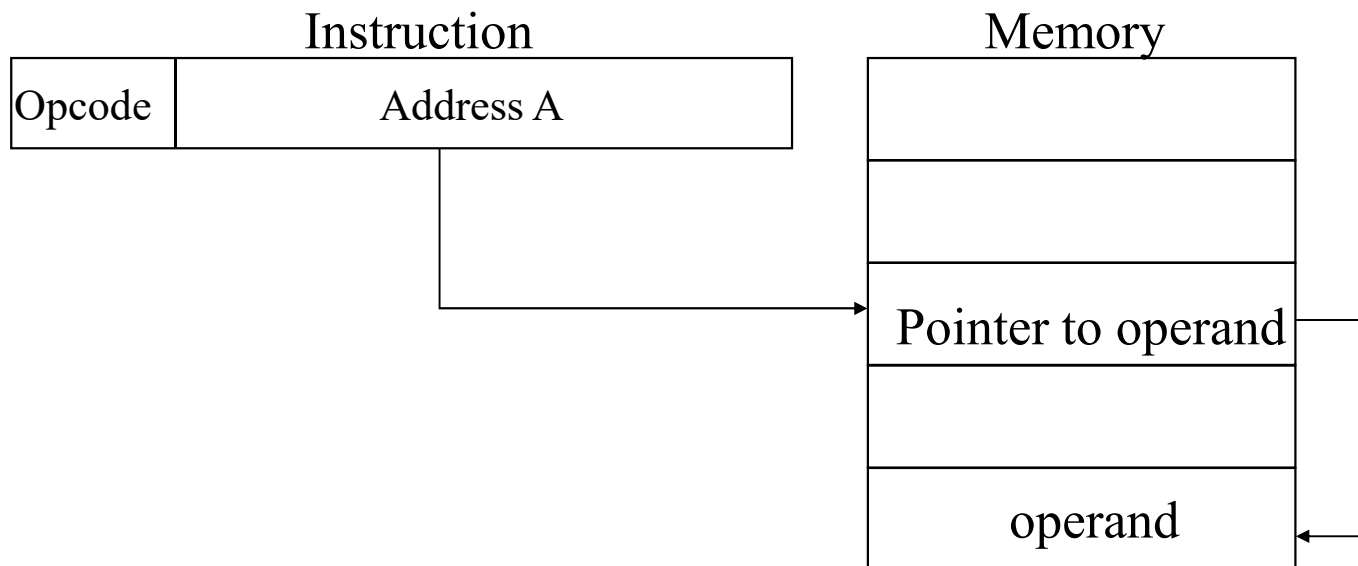 Instruction
Memory
Opcode
Address A
Pointer to operand
operand